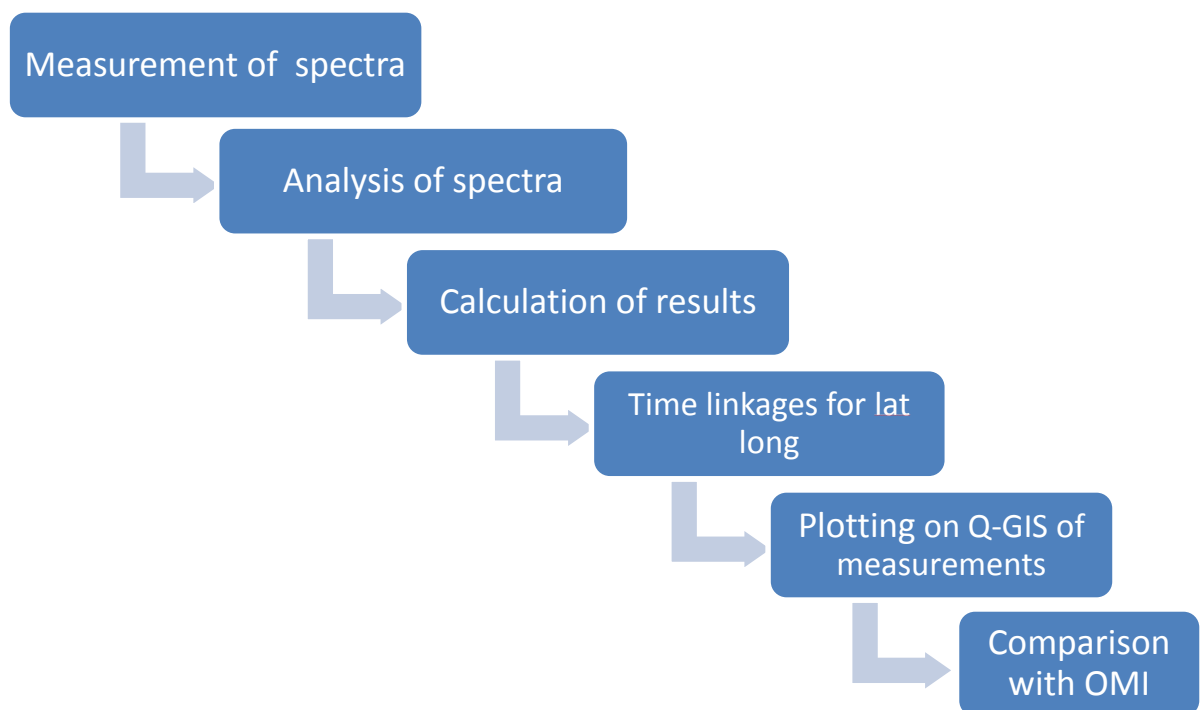 Measurement of  spectra
Analysis of spectra
Calculation of results
Time linkages for lat
long
Plotting on Q-GIS of
measurements
Comparison
with OMI